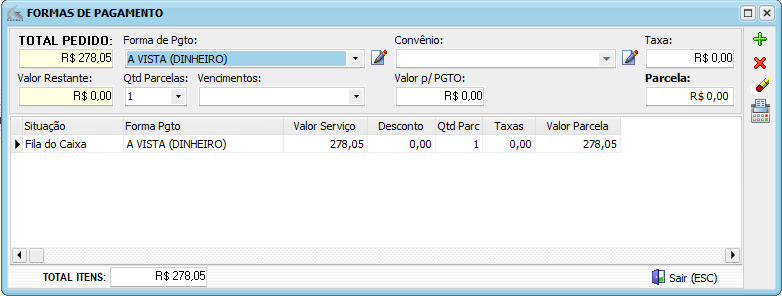 FORMAS DE PAGAMENTO
TOTAL PEDIDO: Forma de Pgto: Convênio: Taxa:
R$ 278,05 A VISTA (DINHEIRO) R$ 0,00
Valor Restante: Qtd Parcelas: Vencimentos: Valor p/ PGTO: Parcela:
R$ 0,00 1 R$ 0,00 R$ 0,00
Situação Forma Pgto Valor Serviço Desconto Qtd Parc Taxas Valor Parcela
Fila do Caixa A VISTA (DINHEIRO) 278,05 0,00 1 0,00 278,05
TOTAL ITENS: R$ 278,05 Sair (ESC)